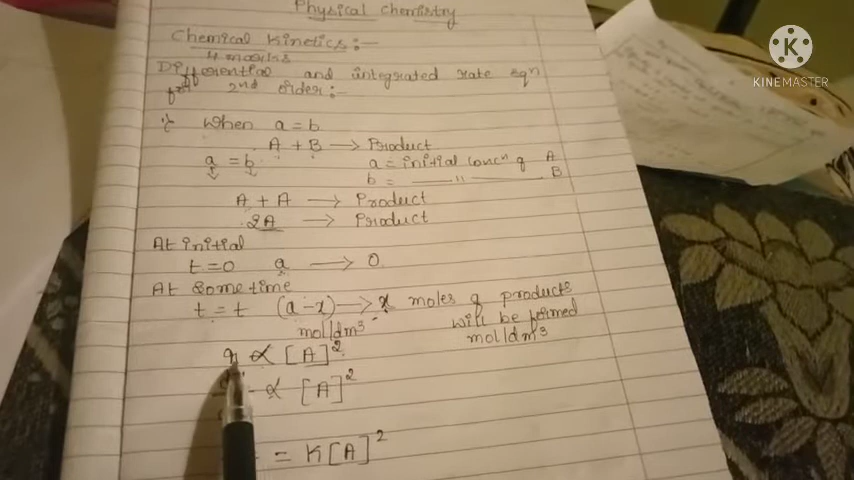 Physical Chemistry
Chemical Kinetics:-
4 marks
Differential and integrated rate eqn
for 2nd order:-
KINEMASTER
When a = b
A + B → Product
a = b a = initial concn of A
b = —— " —— B
A + A → Product
2A → Product
At initial
t = 0 a → 0
At some time
t = t (a-x) → x moles of products
will be formed
mol/dm³ mol/dm³
∝ [A]²
∝ [A]²
= K[A]²